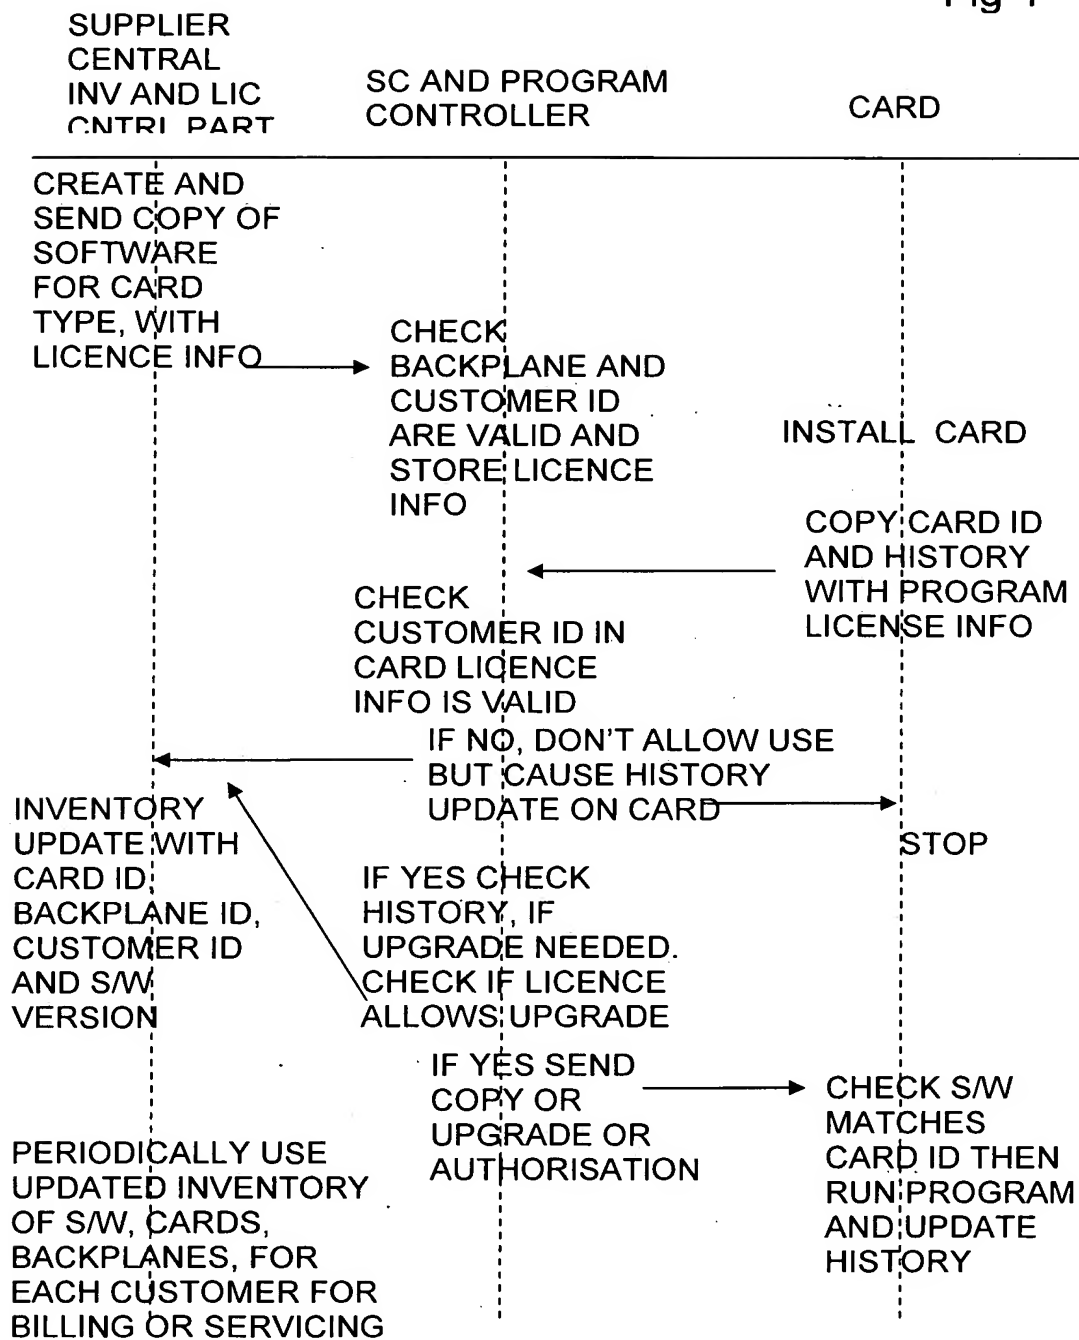 SUPPLIER
CENTRAL
INV AND LIC
CNTRL PART
SC AND PROGRAM
CONTROLLER
CARD
CREATE AND
SEND COPY OF
SOFTWARE
FOR CARD
TYPE, WITH
LICENCE INFO
CHECK
BACKPLANE AND
CUSTOMER ID
ARE VALID AND
STORE LICENCE
INFO
INSTALL CARD
COPY CARD ID
AND HISTORY
WITH PROGRAM
LICENSE INFO
CHECK
CUSTOMER ID IN
CARD LICENCE
INFO IS VALID
IF NO, DON'T ALLOW USE
BUT CAUSE HISTORY
UPDATE ON CARD
STOP
INVENTORY
UPDATE WITH
CARD ID,
BACKPLANE ID,
CUSTOMER ID
AND S/W
VERSION
IF YES CHECK
HISTORY, IF
UPGRADE NEEDED.
CHECK IF LICENCE
ALLOWS UPGRADE
IF YES SEND
COPY OR
UPGRADE OR
AUTHORISATION
CHECK S/W
MATCHES
CARD ID THEN
RUN PROGRAM
AND UPDATE
HISTORY
PERIODICALLY USE
UPDATED INVENTORY
OF S/W, CARDS,
BACKPLANES, FOR
EACH CUSTOMER FOR
BILLING OR SERVICING